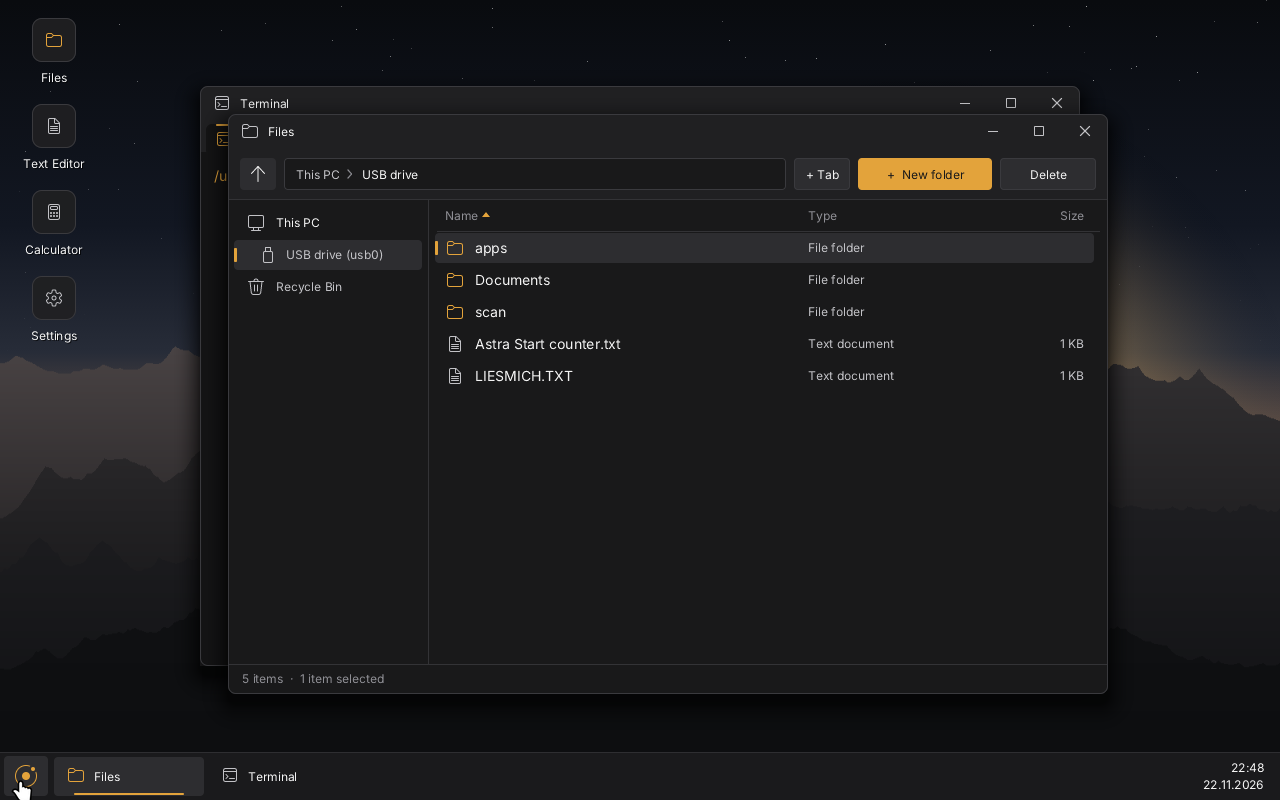 Files
Text Editor
Calculator
Settings
Terminal
/u
Files
This PC > USB drive
+ Tab
+ New folder
Delete
This PC
USB drive (usb0)
Recycle Bin
Name Type Size
apps File folder
Documents File folder
scan File folder
Astra Start counter.txt Text document 1 KB
LIESMICH.TXT Text document 1 KB
5 items · 1 item selected
Files
Terminal
22:48
22.11.2026